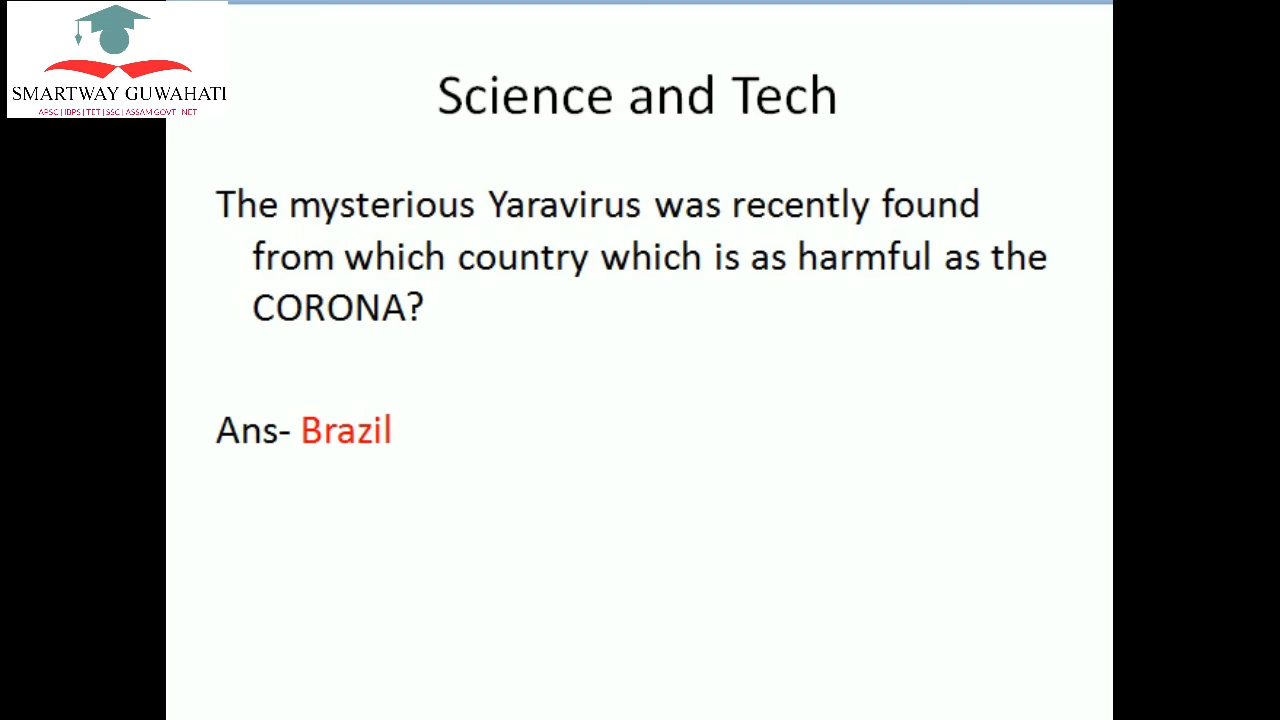 SMARTWAY GUWAHATI
APSC | IBPS | TET | SSC | ASSAM GOVT | NET
Science and Tech
The mysterious Yaravirus was recently found
from which country which is as harmful as the
CORONA?
Ans- Brazil